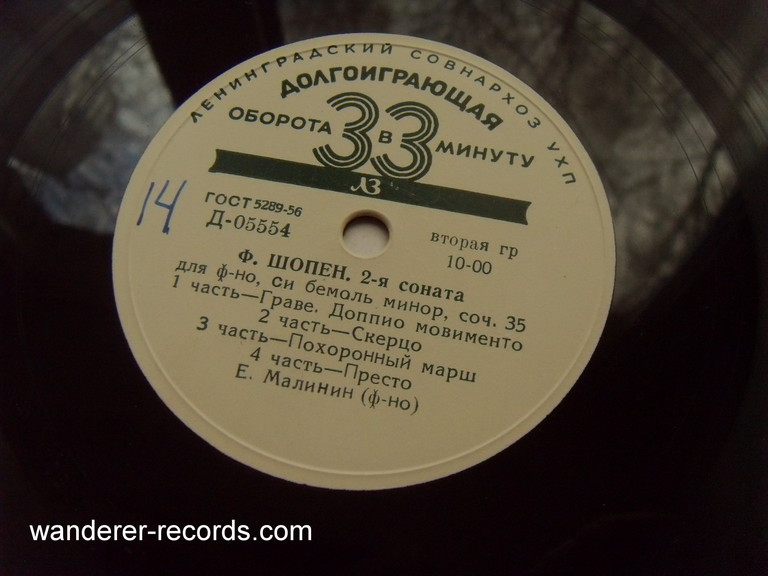 ЛЕНИНГРАДСКИЙ СОВНАРХОЗ УХП
ДОЛГОИГРАЮЩАЯ
ОБОРОТА 33 В МИНУТУ
ЛЗ
14
ГОСТ 5289-56
Д-05554
вторая гр
10-00
Ф. ШОПЕН. 2-я соната
для ф-но, си бемоль минор, соч. 35
1 часть—Граве. Доппио мовименто
2 часть—Скерцо
3 часть—Похоронный марш
4 часть—Престо
Е. Малинин (ф-но)
wanderer-records.com